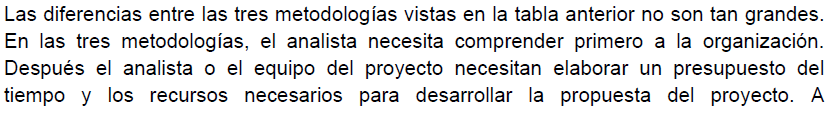 Las diferencias entre las tres metodologías vistas en la tabla anterior no son tan grandes.
En las tres metodologías, el analista necesita comprender primero a la organización.
Después el analista o el equipo del proyecto necesitan elaborar un presupuesto del
tiempo y los recursos necesarios para desarrollar la propuesta del proyecto. A